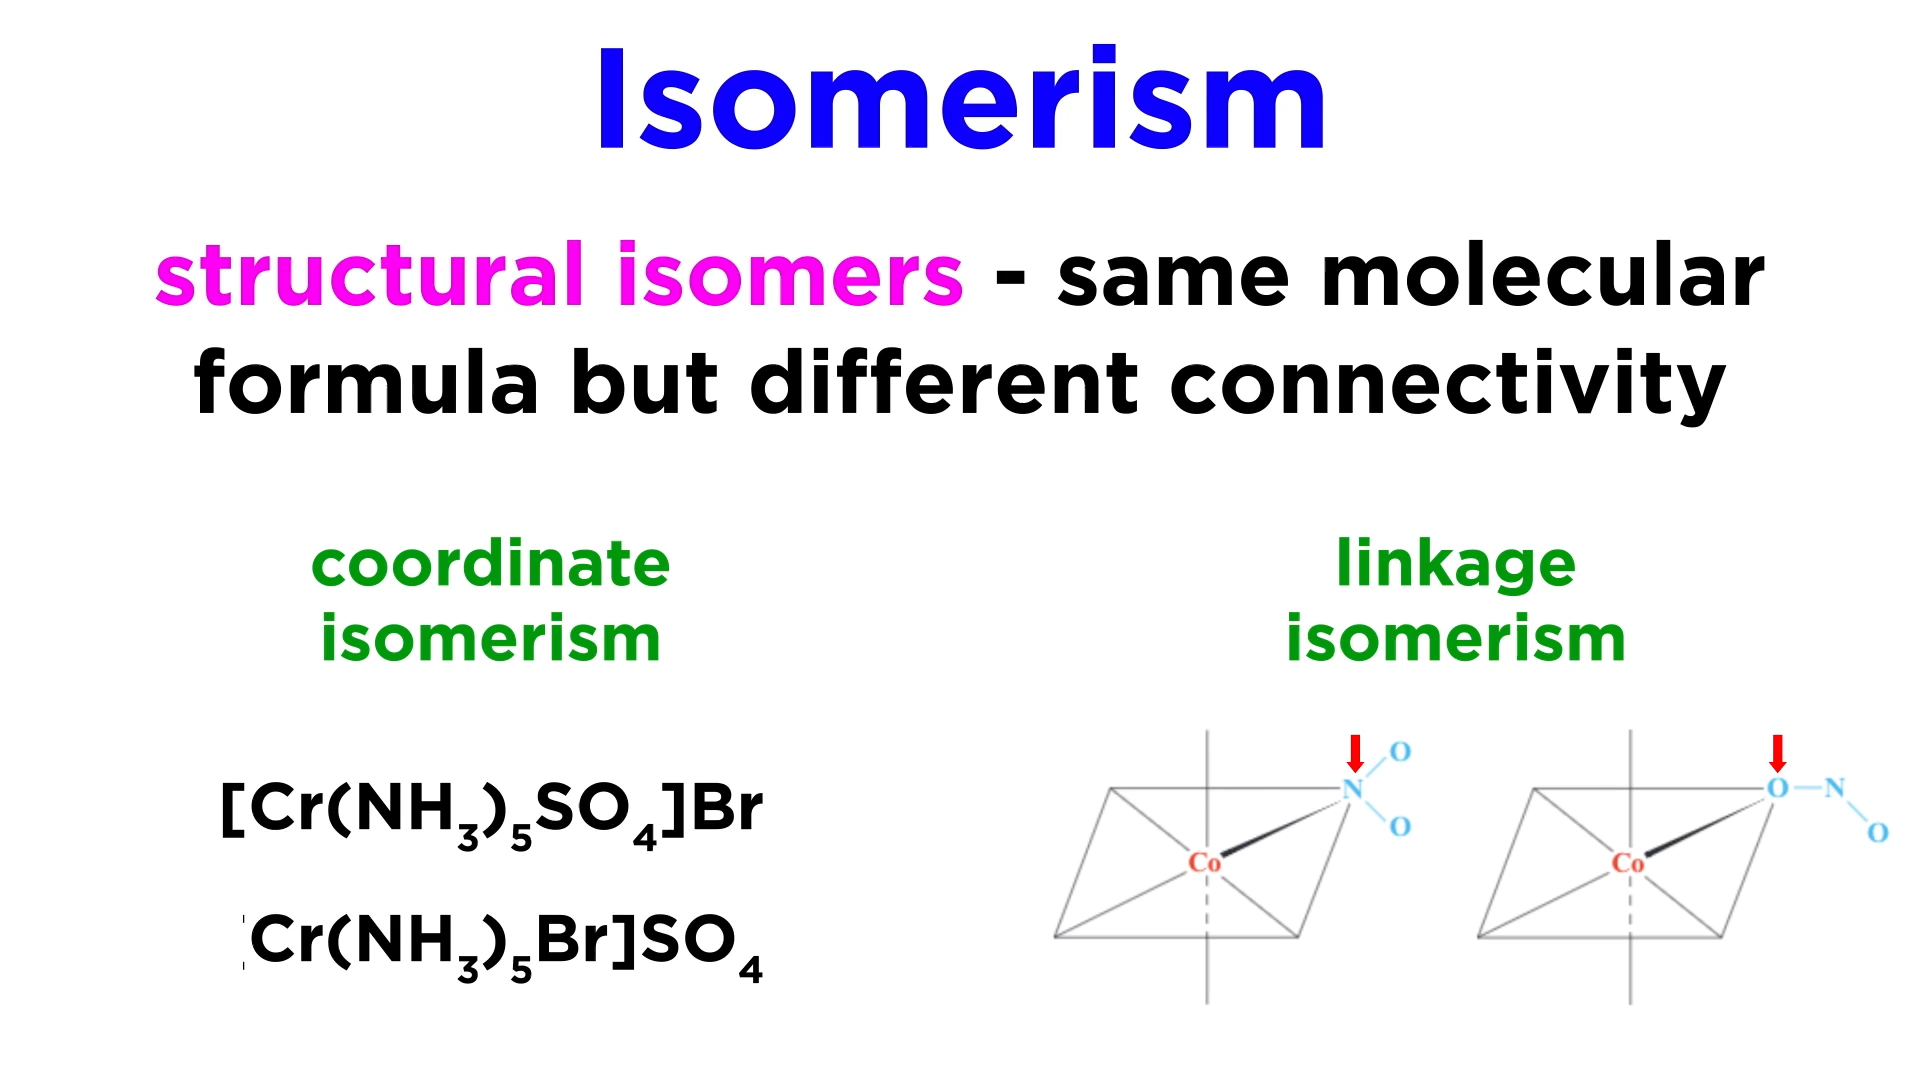 Isomerism
structural isomers - same molecular
formula but different connectivity
coordinate
isomerism
linkage
isomerism
[Cr(NH₃)₅SO₄]Br
[Cr(NH₃)₅Br]SO₄
O
N
O
Co
O N
O
Co